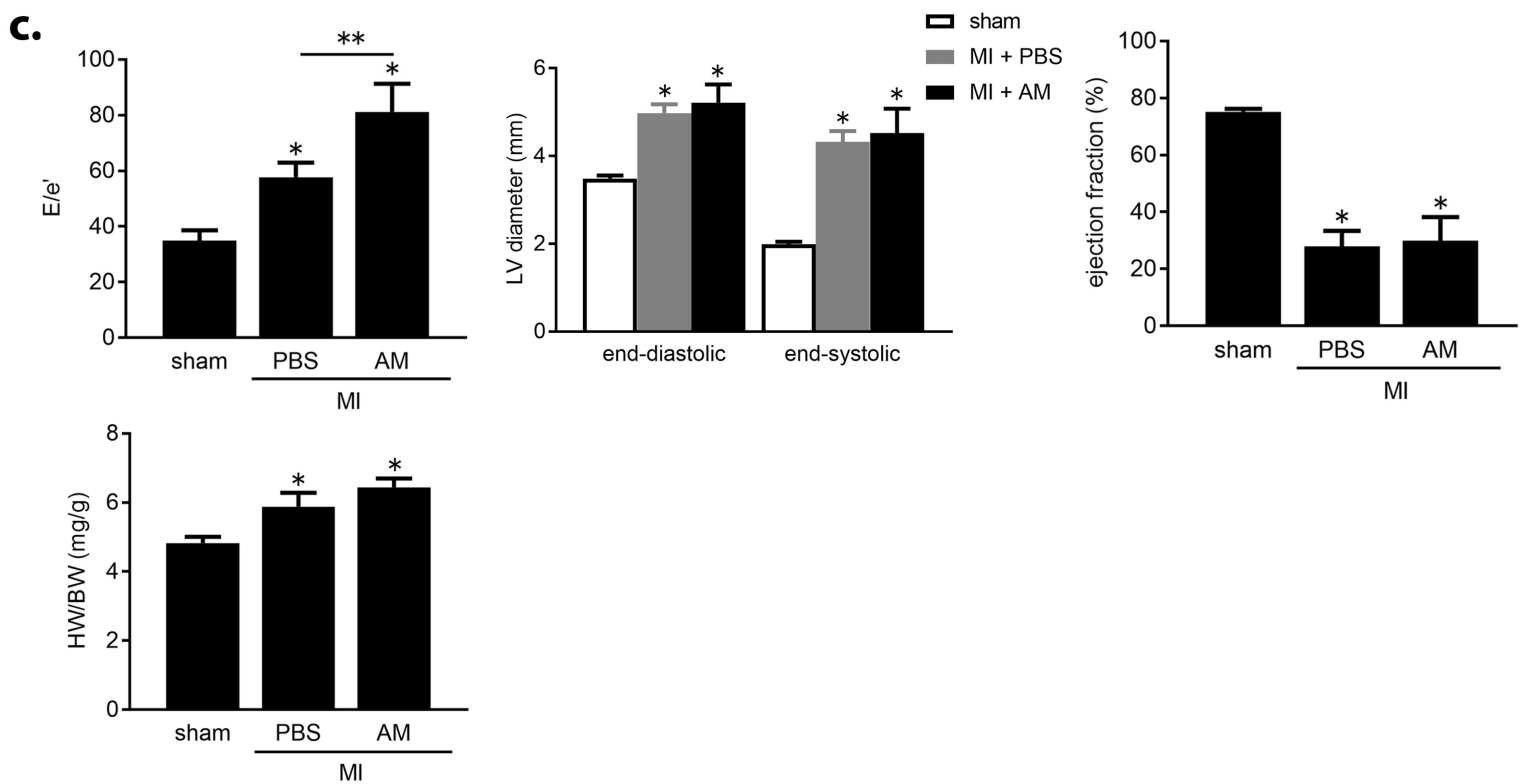 c.
**
100
80
60
40
20
0
E/e'
*
*
sham
PBS
AM
MI
sham
MI + PBS
MI + AM
6
4
2
0
LV diameter (mm)
*
*
*
*
end-diastolic
end-systolic
100
80
60
40
20
0
ejection fraction (%)
*
*
sham
PBS
AM
MI
8
6
4
2
0
HW/BW (mg/g)
*
*
sham
PBS
AM
MI